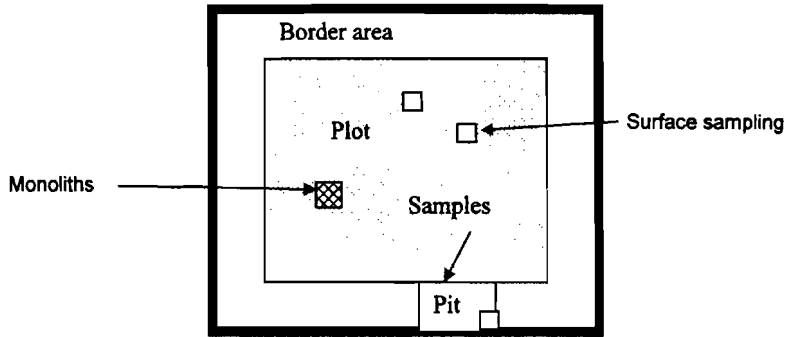 Border area
Plot
Surface sampling
Monoliths
Samples
Pit